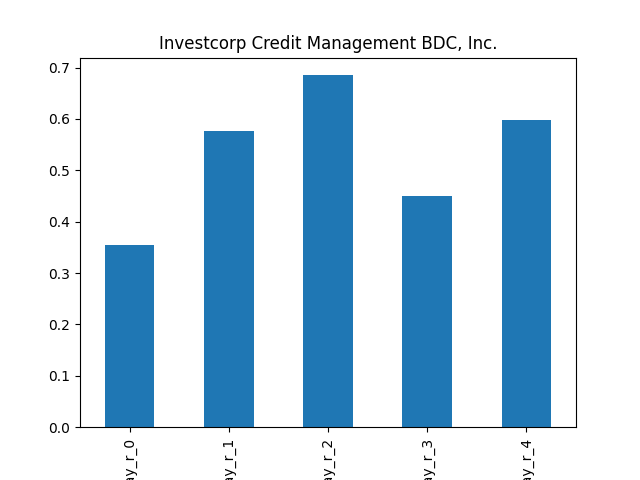 Investcorp Credit Management BDC, Inc.
0.7
0.6
0.5
0.4
0.3
0.2
0.1
0.0
ay_r_0
ay_r_1
ay_r_2
ay_r_3
ay_r_4